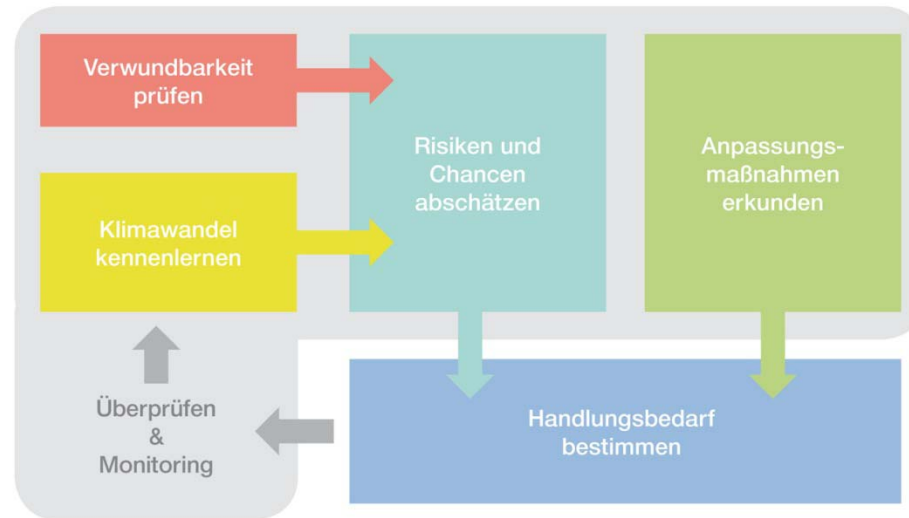 Verwundbarkeit
prüfen
Klimawandel
kennenlernen
Risiken und
Chancen
abschätzen
Anpassungs-
maßnahmen
erkunden
Handlungsbedarf
bestimmen
Überprüfen
&
Monitoring